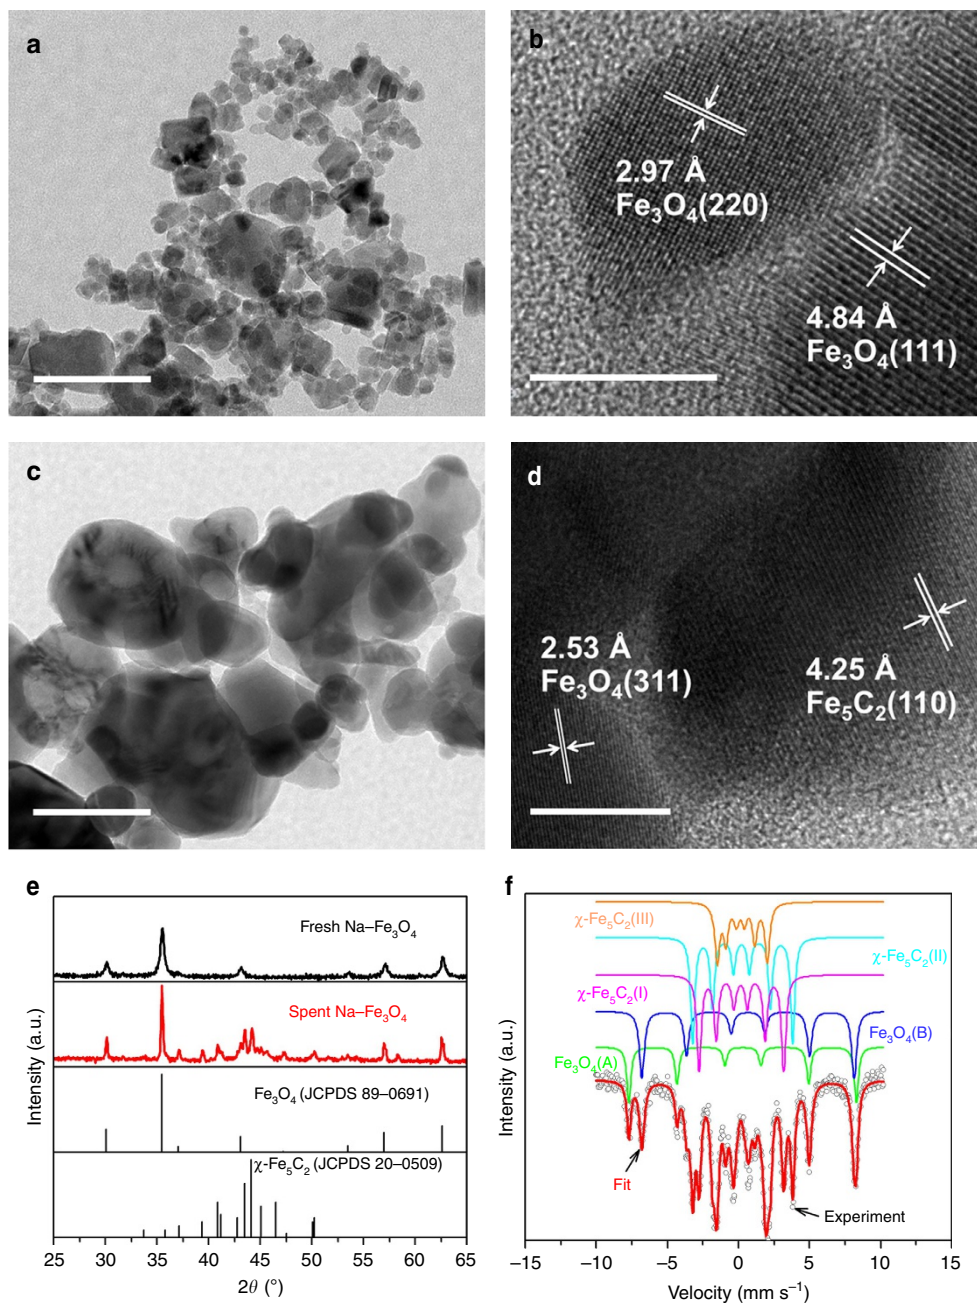 a
b
2.97 Å
Fe₃O₄(220)
4.84 Å
Fe₃O₄(111)
c
d
2.53 Å
Fe₃O₄(311)
4.25 Å
Fe₅C₂(110)
e
Fresh Na–Fe₃O₄
Spent Na–Fe₃O₄
Fe₃O₄ (JCPDS 89–0691)
χ-Fe₅C₂ (JCPDS 20–0509)
Intensity (a.u.)
25 30 35 40 45 50 55 60 65
2θ (°)
f
χ-Fe₅C₂(III)
χ-Fe₅C₂(II)
χ-Fe₅C₂(I)
Fe₃O₄(B)
Fe₃O₄(A)
Fit
Experiment
Intensity (a.u.)
−15 −10 −5 0 5 10 15
Velocity (mm s⁻¹)